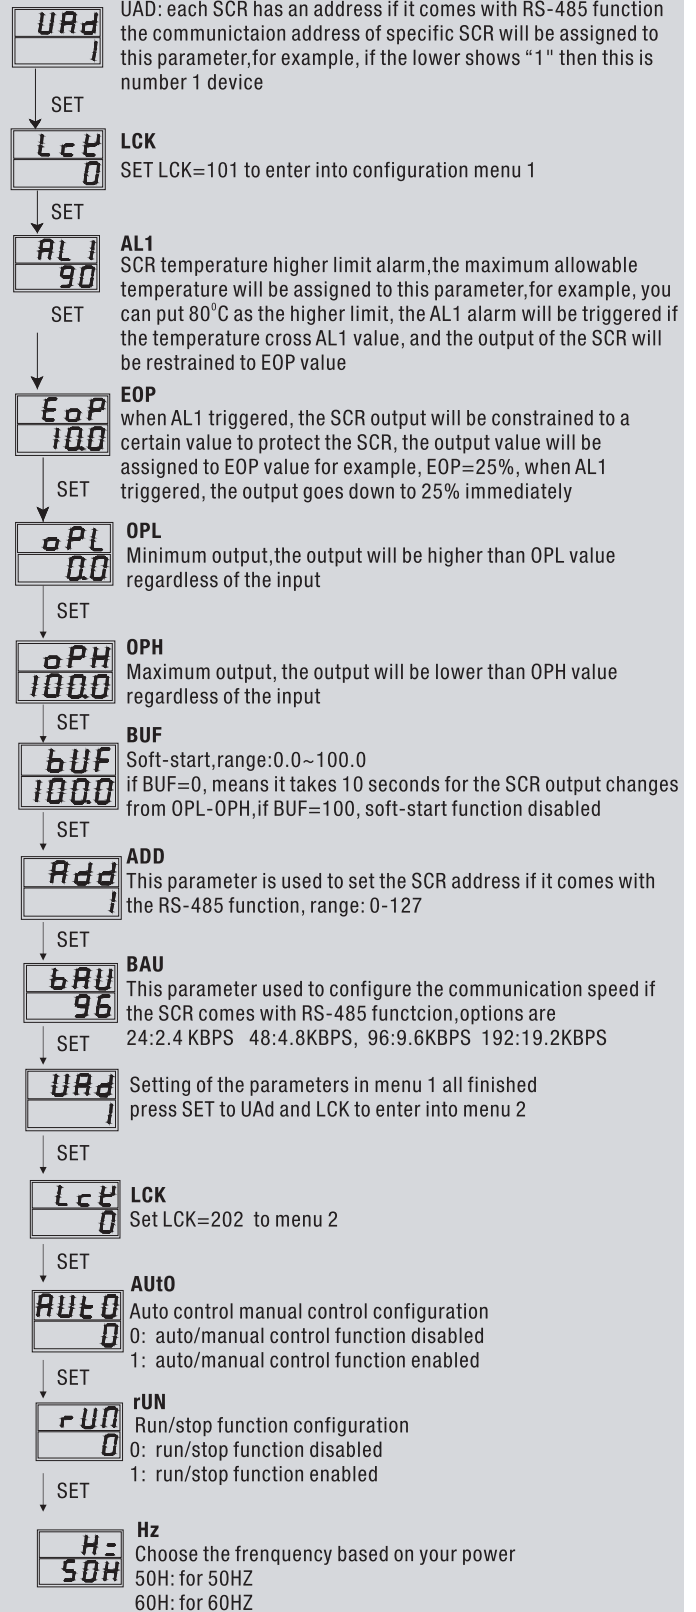 UAd
1
UAD: each SCR has an address if it comes with RS-485 function
the communictaion address of specific SCR will be assigned to
this parameter,for example, if the lower shows “1" then this is
number 1 device
SET
LcK
0
LCK
SET LCK=101 to enter into configuration menu 1
SET
AL1
90
AL1
SCR temperature higher limit alarm,the maximum allowable
temperature will be assigned to this parameter,for example, you
can put 80⁰C as the higher limit, the AL1 alarm will be triggered if
the temperature cross AL1 value, and the output of the SCR will
be restrained to EOP value
SET
EoP
10.0
EOP
when AL1 triggered, the SCR output will be constrained to a
certain value to protect the SCR, the output value will be
assigned to EOP value for example, EOP=25%, when AL1
triggered, the output goes down to 25% immediately
SET
oPL
0.0
OPL
Minimum output,the output will be higher than OPL value
regardless of the input
SET
oPH
100.0
OPH
Maximum output, the output will be lower than OPH value
regardless of the input
SET
bUF
100.0
BUF
Soft-start,range:0.0~100.0
if BUF=0, means it takes 10 seconds for the SCR output changes
from OPL-OPH,if BUF=100, soft-start function disabled
SET
Add
1
ADD
This parameter is used to set the SCR address if it comes with
the RS-485 function, range: 0-127
SET
bAU
96
BAU
This parameter used to configure the communication speed if
the SCR comes with RS-485 functcion,options are
24:2.4 KBPS 48:4.8KBPS, 96:9.6KBPS 192:19.2KBPS
SET
UAd
1
Setting of the parameters in menu 1 all finished
press SET to UAd and LCK to enter into menu 2
SET
LcK
0
LCK
Set LCK=202 to menu 2
SET
AUtO
0
AUtO
Auto control manual control configuration
0: auto/manual control function disabled
1: auto/manual control function enabled
SET
rUN
0
rUN
Run/stop function configuration
0: run/stop function disabled
1: run/stop function enabled
SET
H=
50H
Hz
Choose the frenquency based on your power
50H: for 50HZ
60H: for 60HZ